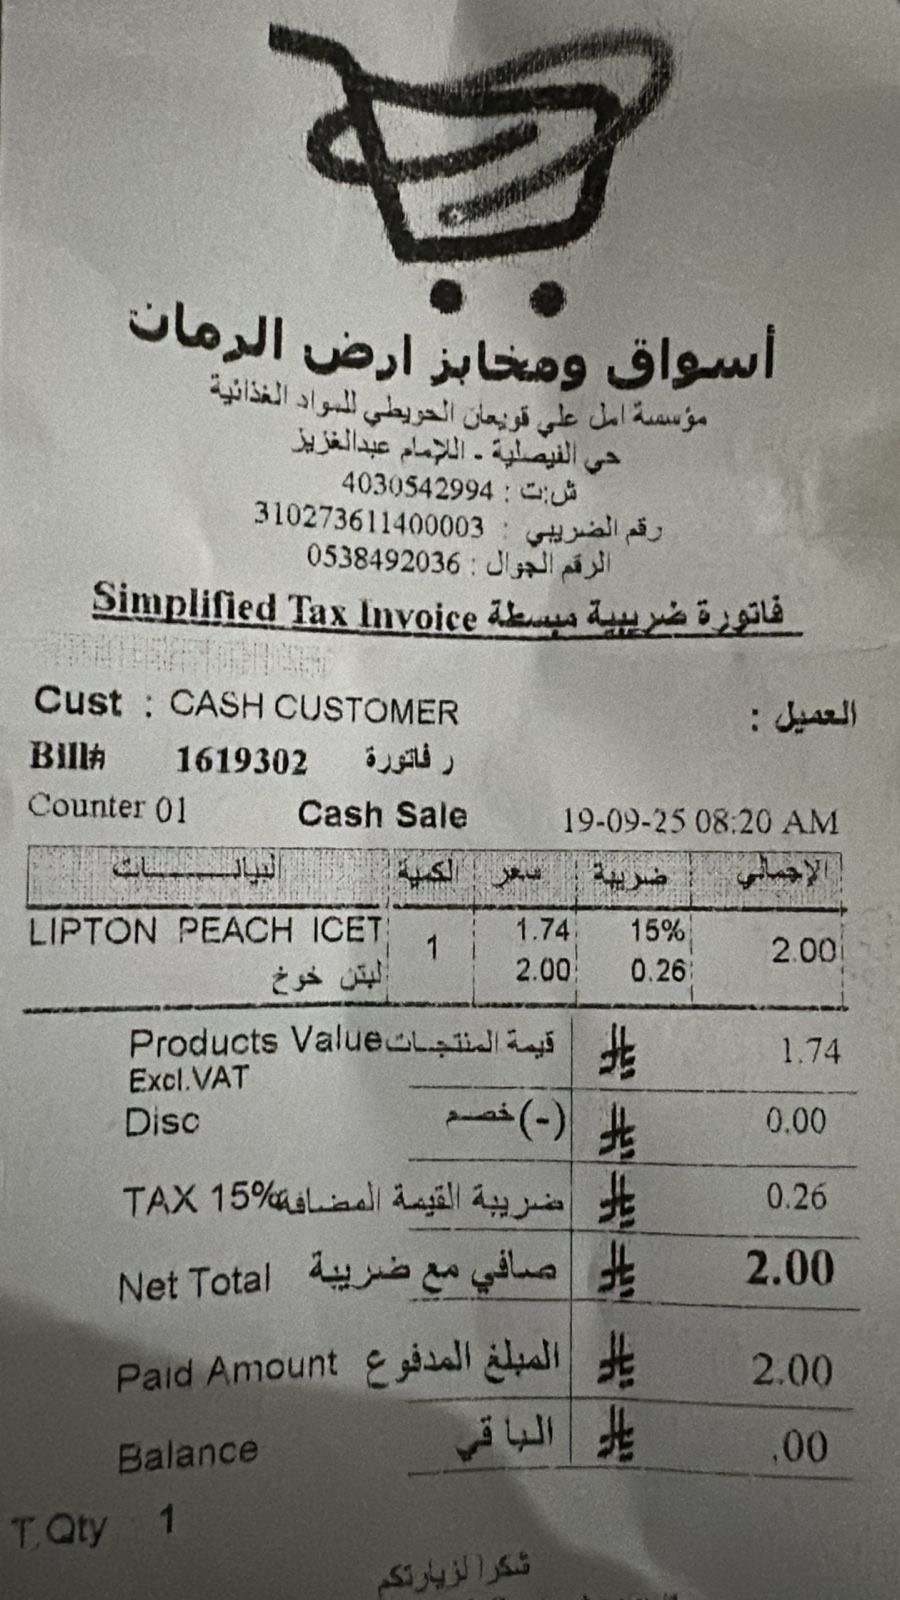 أسواق ومخابز ارض الرمان
مؤسسة امل علي قويعان الحويطي للمواد الغذائية
حي الفيصلية - اللإمام عبدالعزيز
ش:ت : 4030542994
رقم الضريبي : 310273611400003
الرقم الجوال : 0538492036
Simplified Tax Invoice فاتورة ضريبية مبسطة
Cust : CASH CUSTOMER العميل :
Bill# 1619302 ر فاتورة
Counter 01 Cash Sale 19-09-25 08:20 AM
البيانـــات الكمية سعر ضريبة الإجمالي
LIPTON PEACH ICET 1 1.74 15% 2.00
لبتن خوخ 2.00 0.26
Products Value قيمة المنتجـات 1.74
Excl.VAT
Disc خصم (-) 0.00
TAX 15% ضريبة القيمة المضافة 0.26
Net Total صافي مع ضريبة 2.00
Paid Amount المبلغ المدفوع 2.00
Balance الباقي .00
T.Qty 1
شكرا لزيارتكم